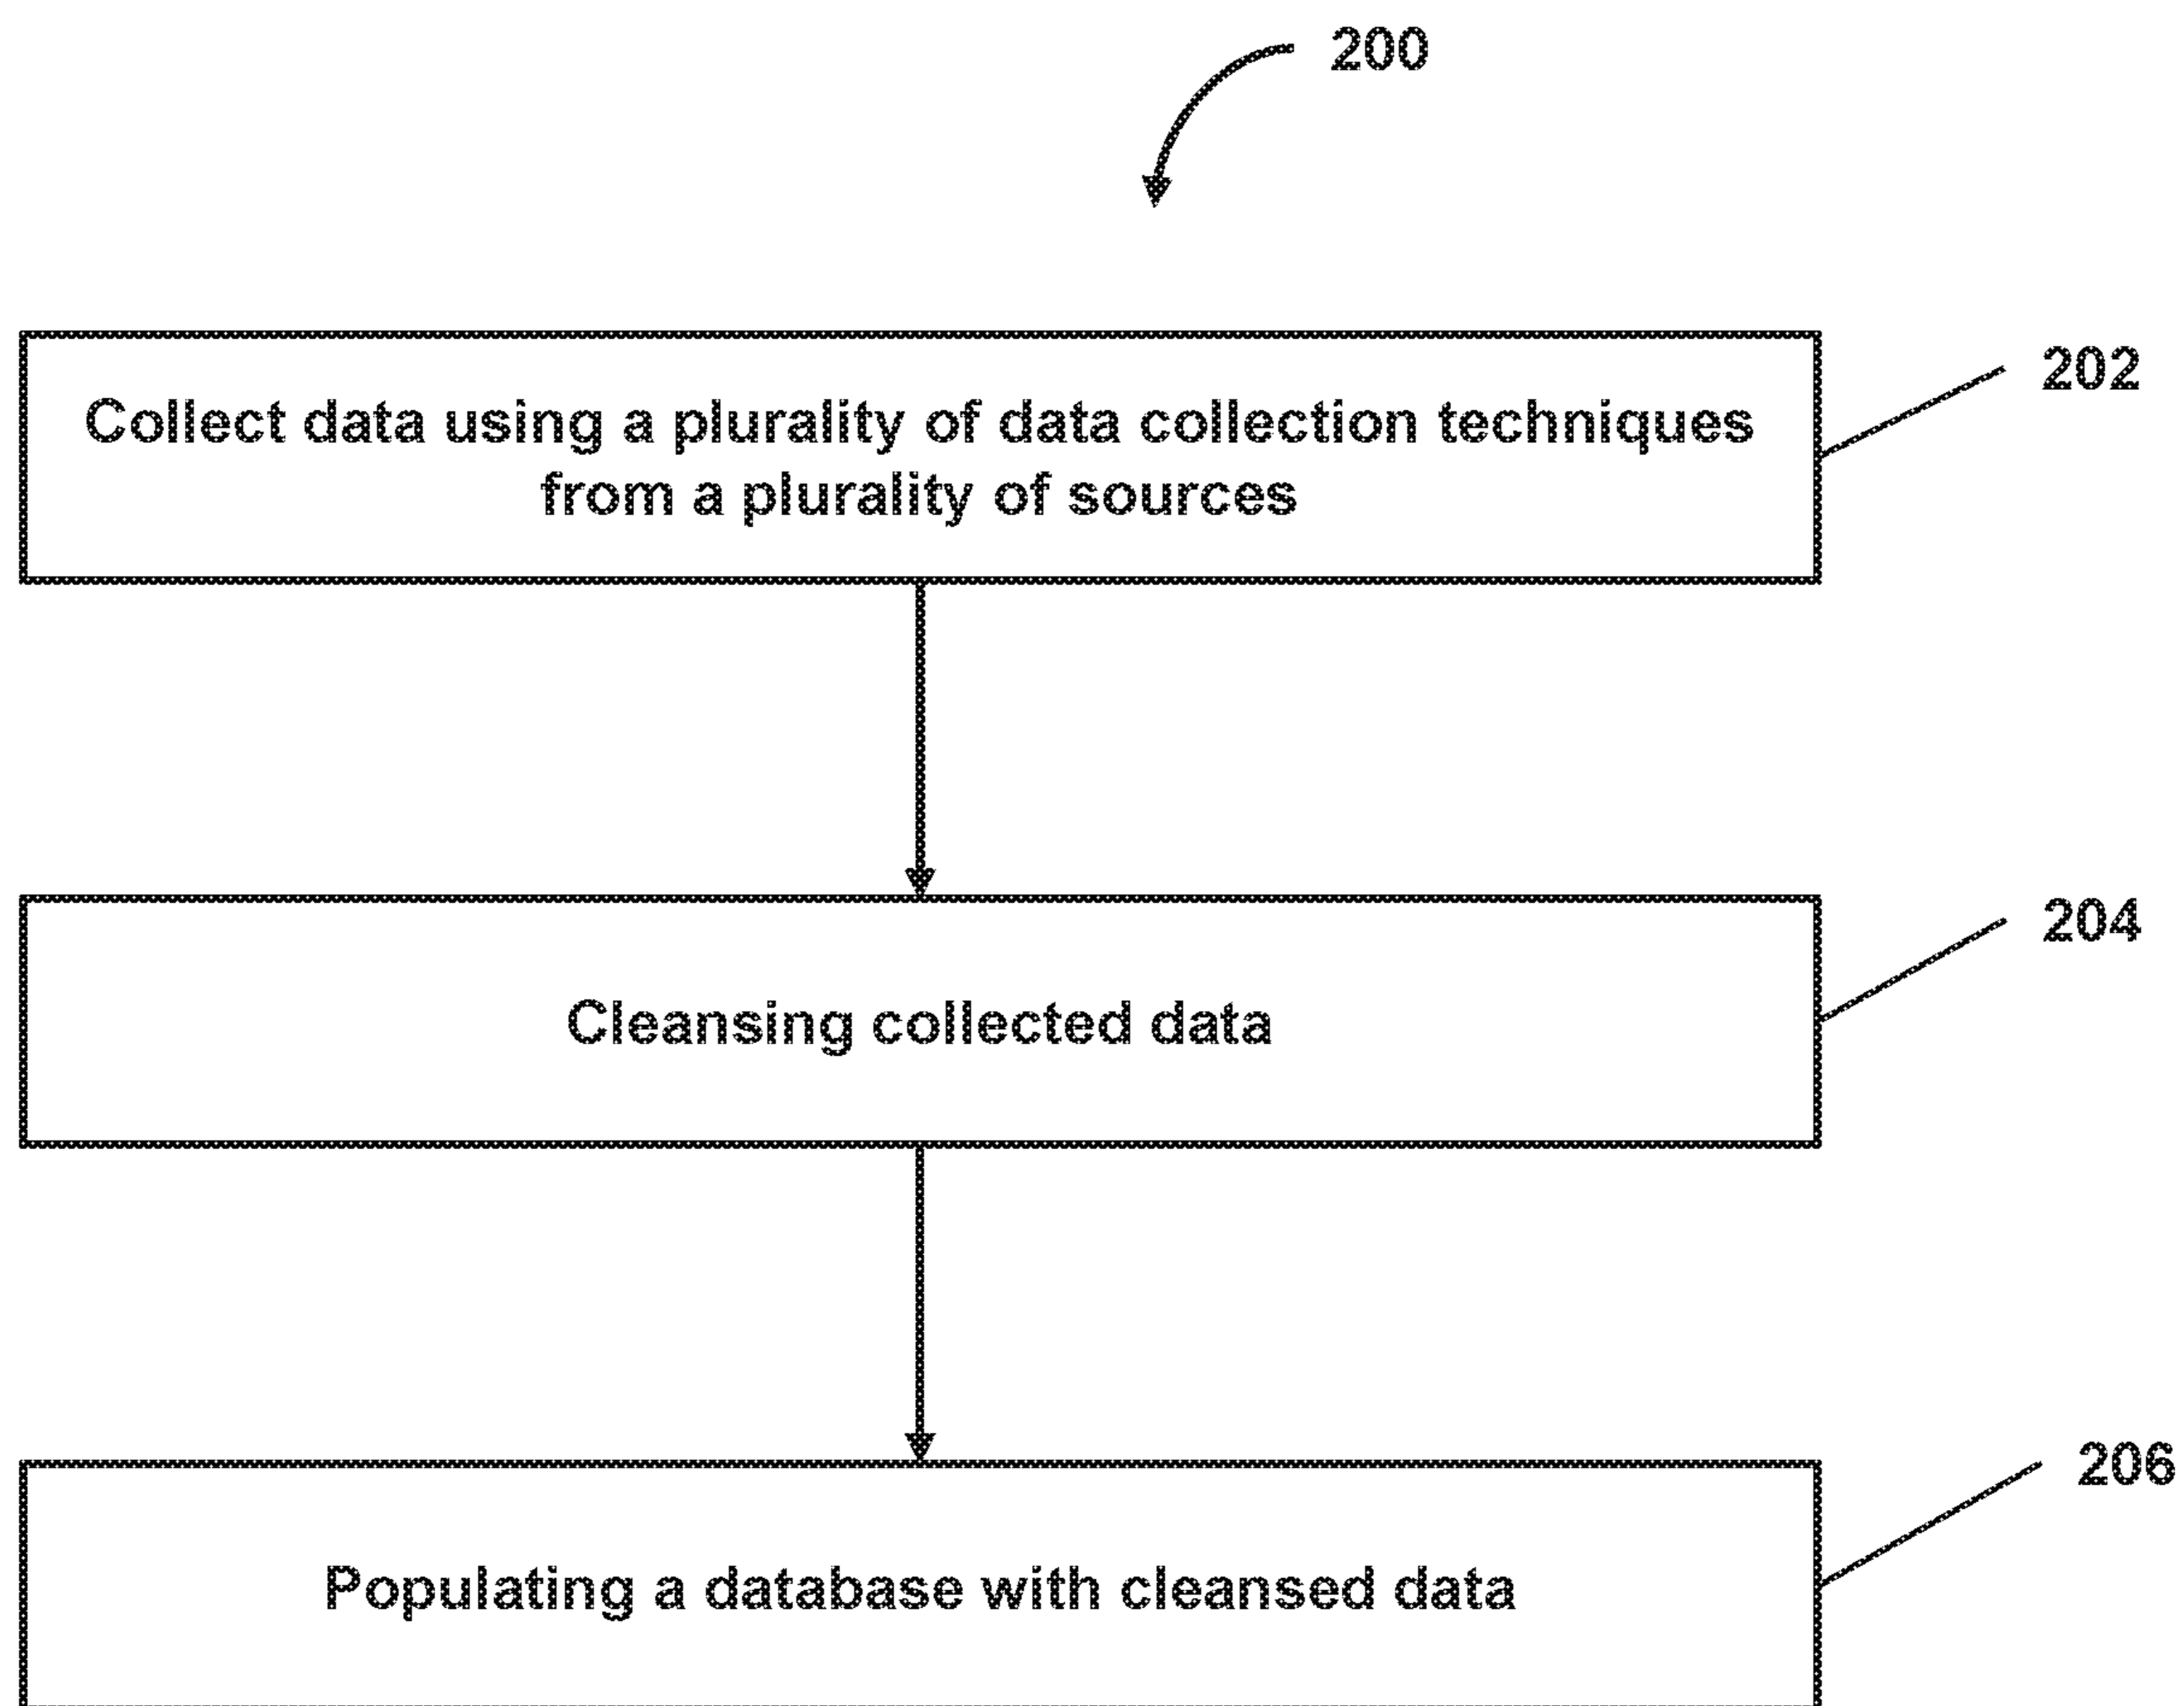 200
202
Collect data using a plurality of data collection techniques
from a plurality of sources
204
Cleansing collected data
206
Populating a database with cleansed data